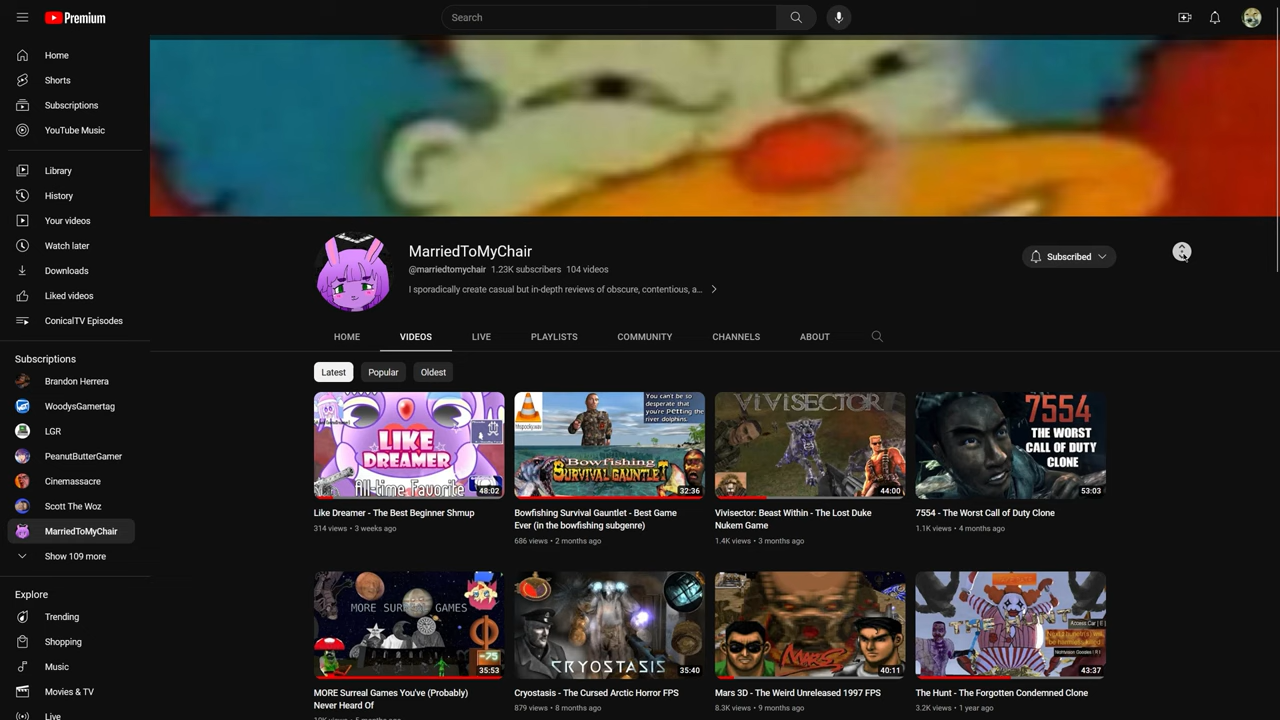 Premium
Search
Home
Shorts
Subscriptions
YouTube Music
Library
History
Your videos
Watch later
Downloads
Liked videos
ConicalTV Episodes
Subscriptions
Brandon Herrera
WoodysGamertag
LGR
PeanutButterGamer
Cinemassacre
Scott The Woz
MarriedToMyChair
Show 109 more
Explore
Trending
Shopping
Music
Movies & TV
Live
MarriedToMyChair
@marriedtomychair 1.23K subscribers 104 videos
I sporadically create casual but in-depth reviews of obscure, contentious, a...
Subscribed
HOME VIDEOS LIVE PLAYLISTS COMMUNITY CHANNELS ABOUT
Latest Popular Oldest
LIKE
DREAMER
All-time Favorite
48:02
You can't be so
desperate that
you're petting the
river dolphins.
Bowfishing
SURVIVAL GAUNTLET
32:36
VIVISECTOR
44:00
7554
THE WORST
CALL OF DUTY
CLONE
53:03
Like Dreamer - The Best Beginner Shmup
314 views • 3 weeks ago
Bowfishing Survival Gauntlet - Best Game
Ever (in the bowfishing subgenre)
686 views • 2 months ago
Vivisector: Beast Within - The Lost Duke
Nukem Game
1.4K views • 3 months ago
7554 - The Worst Call of Duty Clone
1.1K views • 4 months ago
MORE SURREAL GAMES
-75
35:53
CRYOSTASIS
35:40
MARS
40:11
THE HUNT
Access Car | E |
43:37
MORE Surreal Games You've (Probably)
Never Heard Of
Cryostasis - The Cursed Arctic Horror FPS
879 views • 8 months ago
Mars 3D - The Weird Unreleased 1997 FPS
8.3K views • 9 months ago
The Hunt - The Forgotten Condemned Clone
3.2K views • 1 year ago